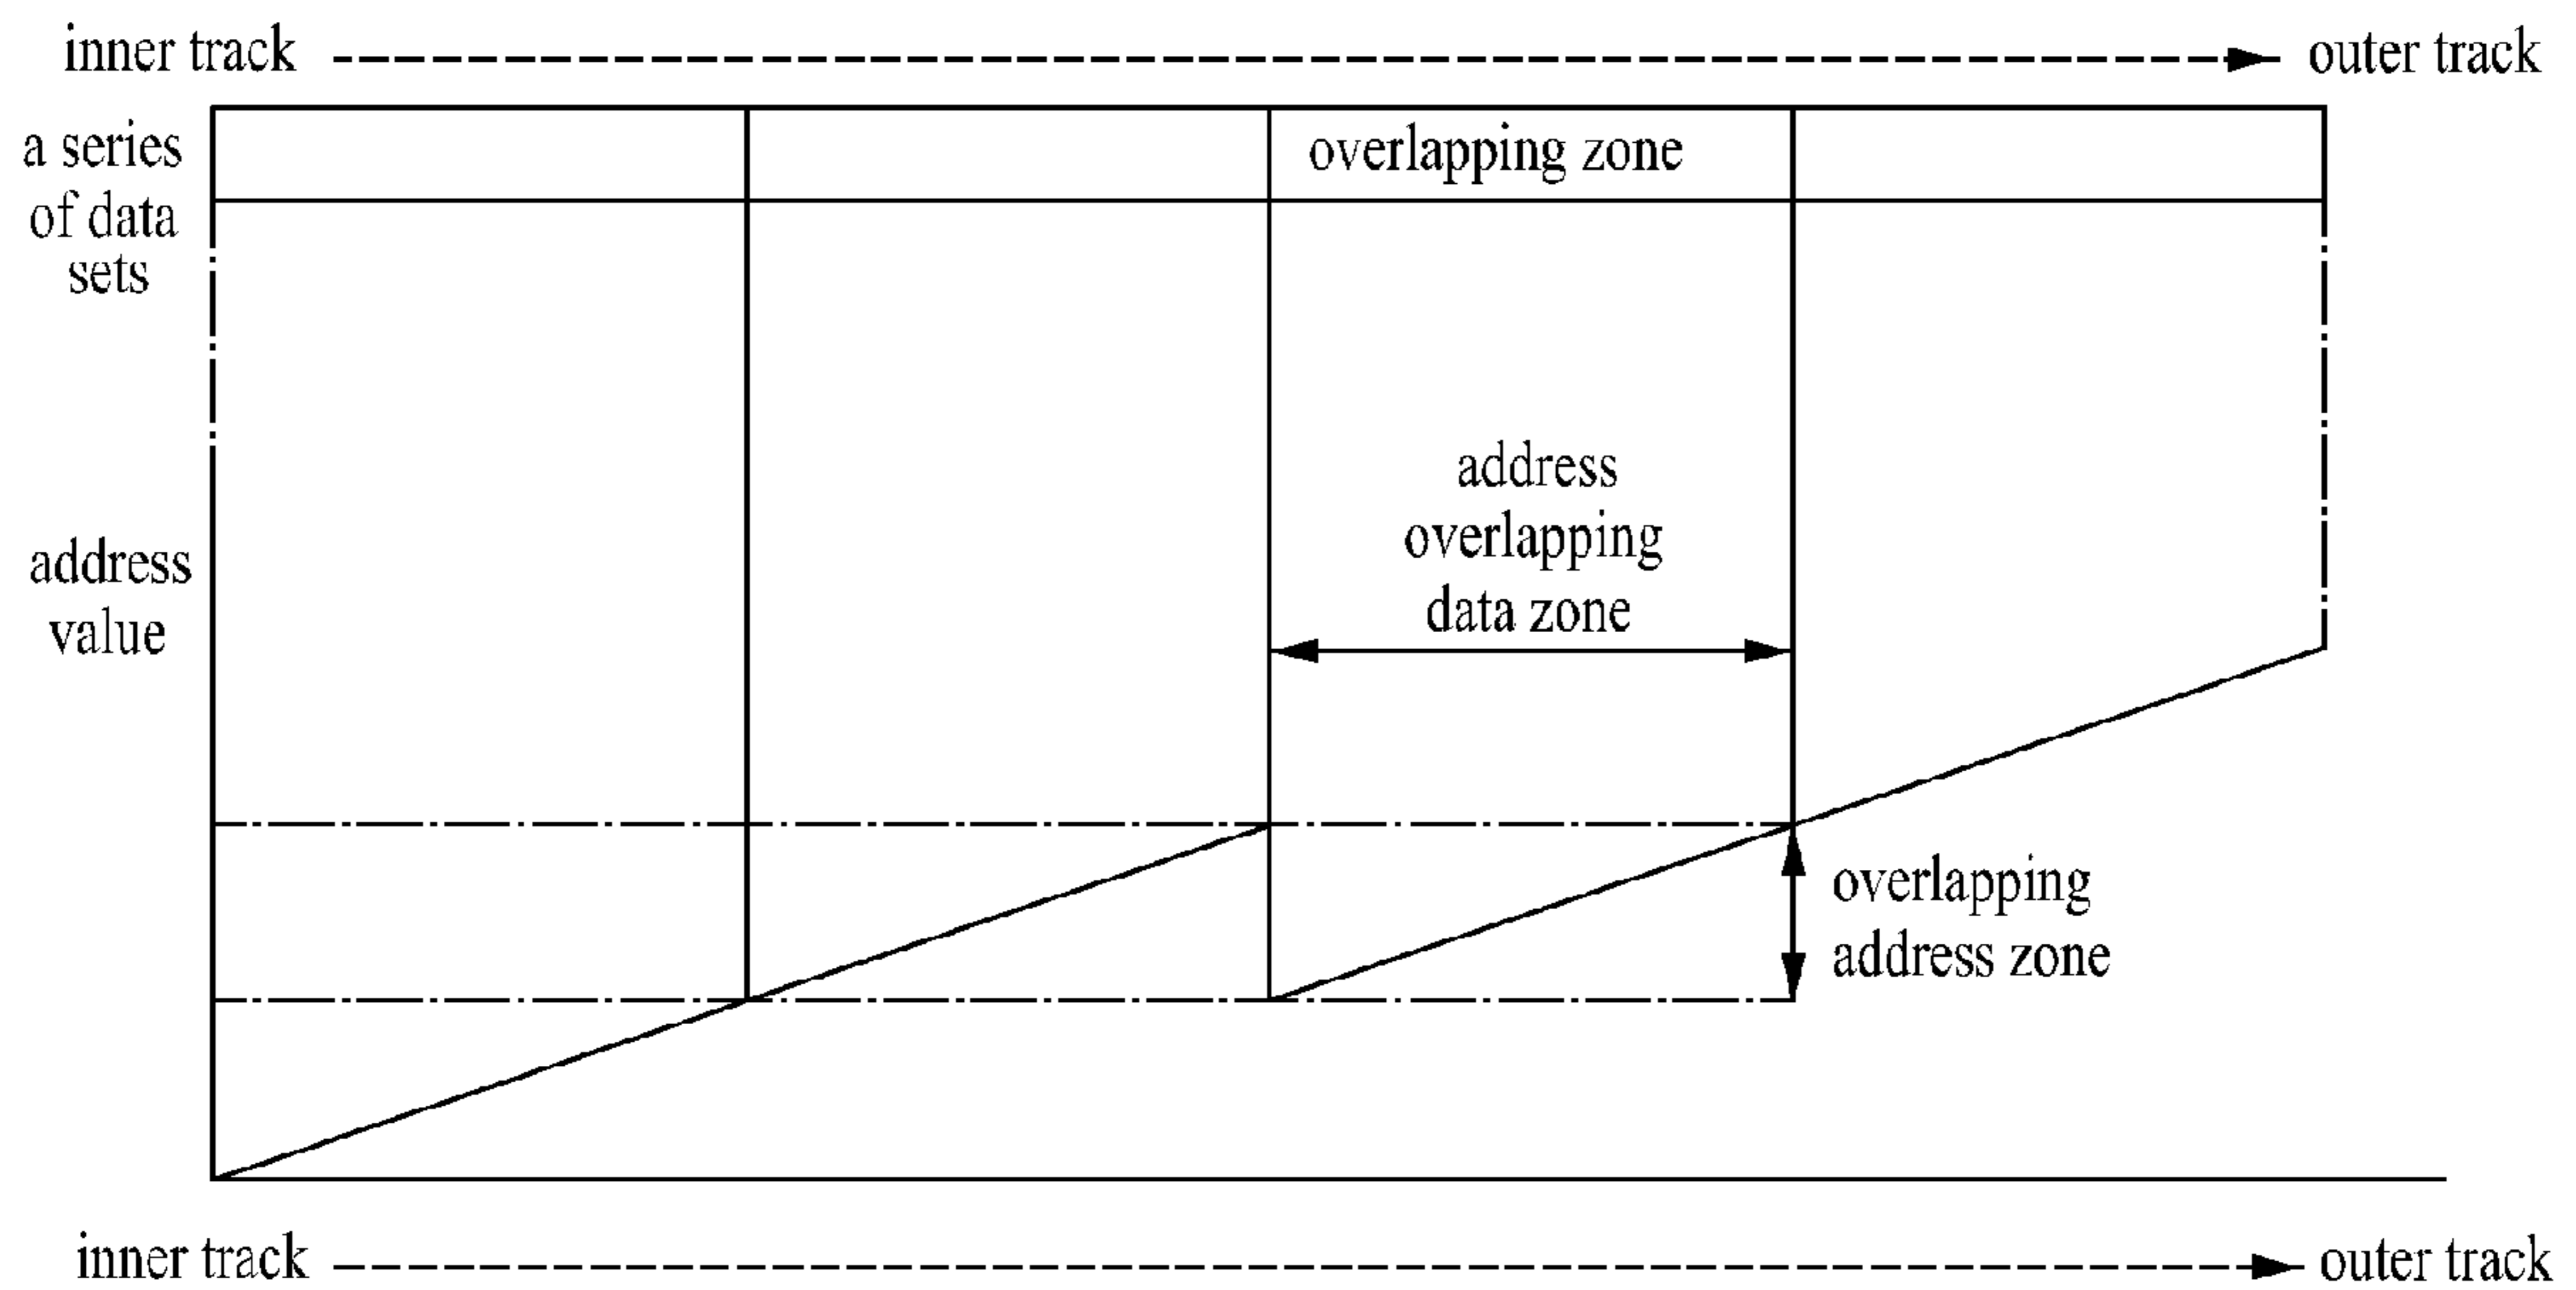 inner track
outer track
a series
of data
sets
overlapping zone
address
overlapping
data zone
address
value
overlapping
address zone
inner track
outer track